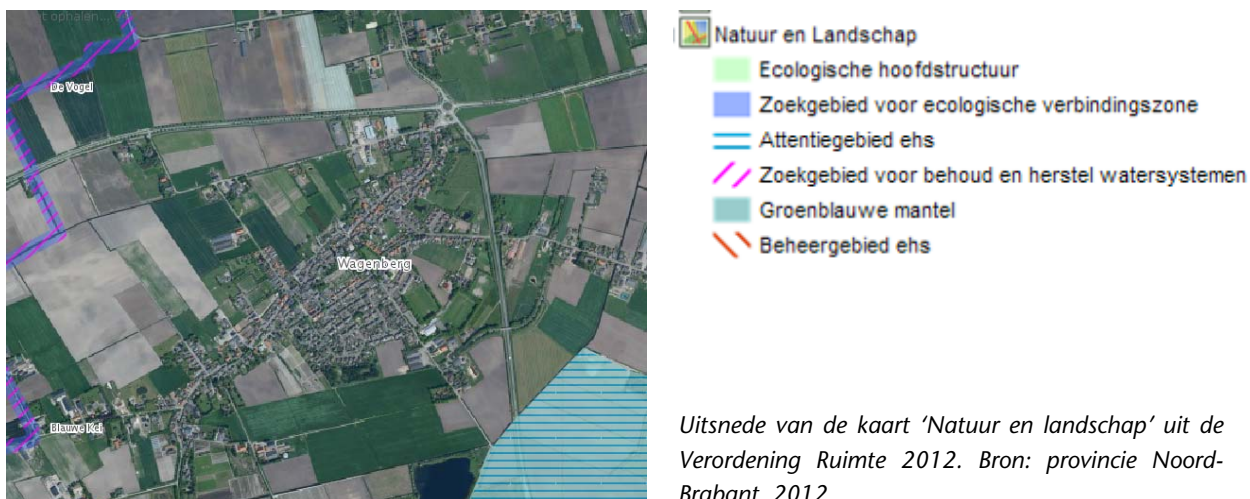 t ophalen...
De Vogel
Wagenberg
Blauwe Kei
Natuur en Landschap
Ecologische hoofdstructuur
Zoekgebied voor ecologische verbindingszone
Attentiegebied ehs
Zoekgebied voor behoud en herstel watersystemen
Groenblauwe mantel
Beheergebied ehs
Uitsnede van de kaart ‘Natuur en landschap’ uit de
Verordening Ruimte 2012. Bron: provincie Noord-
Brabant, 2012